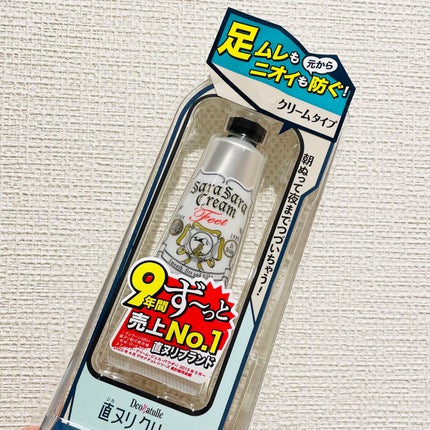 足ムレも元から
ニオイも防ぐ!
クリームタイプ
朝ぬって夜までつづいちゃう!
Sara Sara
Cream
Feet
9年間
ず〜っと
売上No.1
直ヌリブランド
Deonatulle
直ヌリクリ